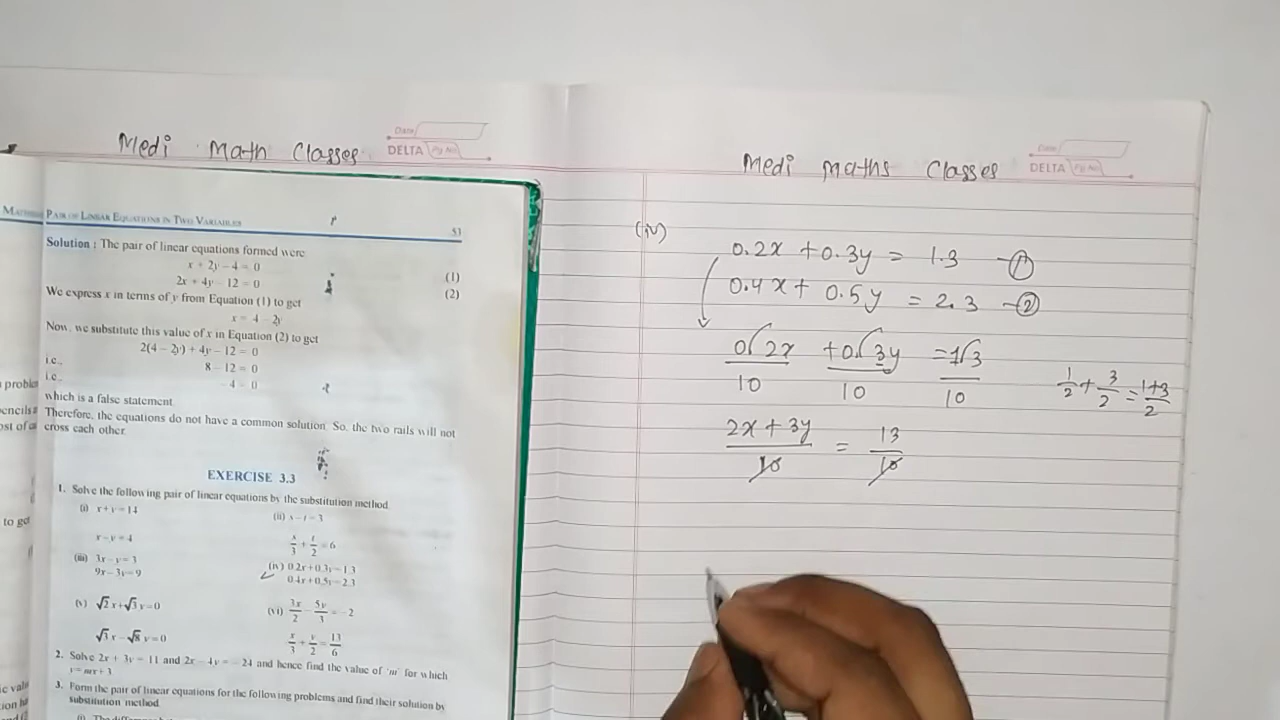 Medi Math Classes
Date
DELTA Pg No.
PAIR OF LINEAR EQUATIONS IN TWO VARIABLES 53
Solution : The pair of linear equations formed were
x + 2y – 4 = 0 (1)
2x + 4y – 12 = 0 (2)
We express x in terms of y from Equation (1) to get
x = 4 – 2y
Now, we substitute this value of x in Equation (2) to get
2(4 – 2y) + 4y – 12 = 0
i.e., 8 – 12 = 0
i.e., – 4 = 0
which is a false statement.
Therefore, the equations do not have a common solution. So, the two rails will not
cross each other.
EXERCISE 3.3
1. Solve the following pair of linear equations by the substitution method.
(i) x + y = 14 (ii) s – t = 3
x – y = 4 s/3 + t/2 = 6
(iii) 3x – y = 3 (iv) 0.2x + 0.3y = 1.3
9x – 3y = 9 0.4x + 0.5y = 2.3
(v) √2 x + √3 y = 0 (vi) 3x/2 – 5y/3 = –2
√3 x – √8 y = 0 x/3 + y/2 = 13/6
2. Solve 2x + 3y = 11 and 2x – 4y = – 24 and hence find the value of 'm' for which
y = mx + 3.
3. Form the pair of linear equations for the following problems and find their solution by
substitution method.
Medi Maths Classes
Date
DELTA Pg No.
(iv)
0.2x + 0.3y = 1.3 – ①
0.4x + 0.5y = 2.3 – ②
02x/10 + 03y/10 = 13/10
1/2 + 3/2 = 1+3/2
2x + 3y/10 = 13/10